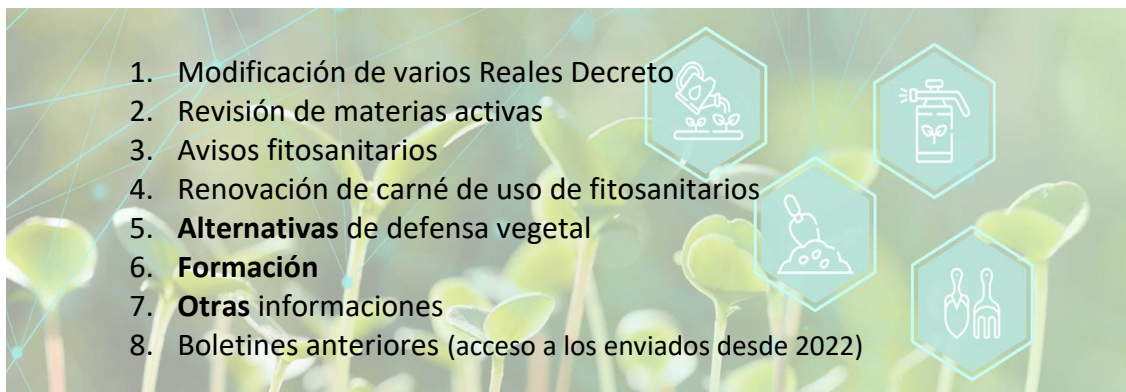 1. Modificación de varios Reales Decreto
2. Revisión de materias activas
3. Avisos fitosanitarios
4. Renovación de carné de uso de fitosanitarios
5. Alternativas de defensa vegetal
6. Formación
7. Otras informaciones
8. Boletines anteriores (acceso a los enviados desde 2022)